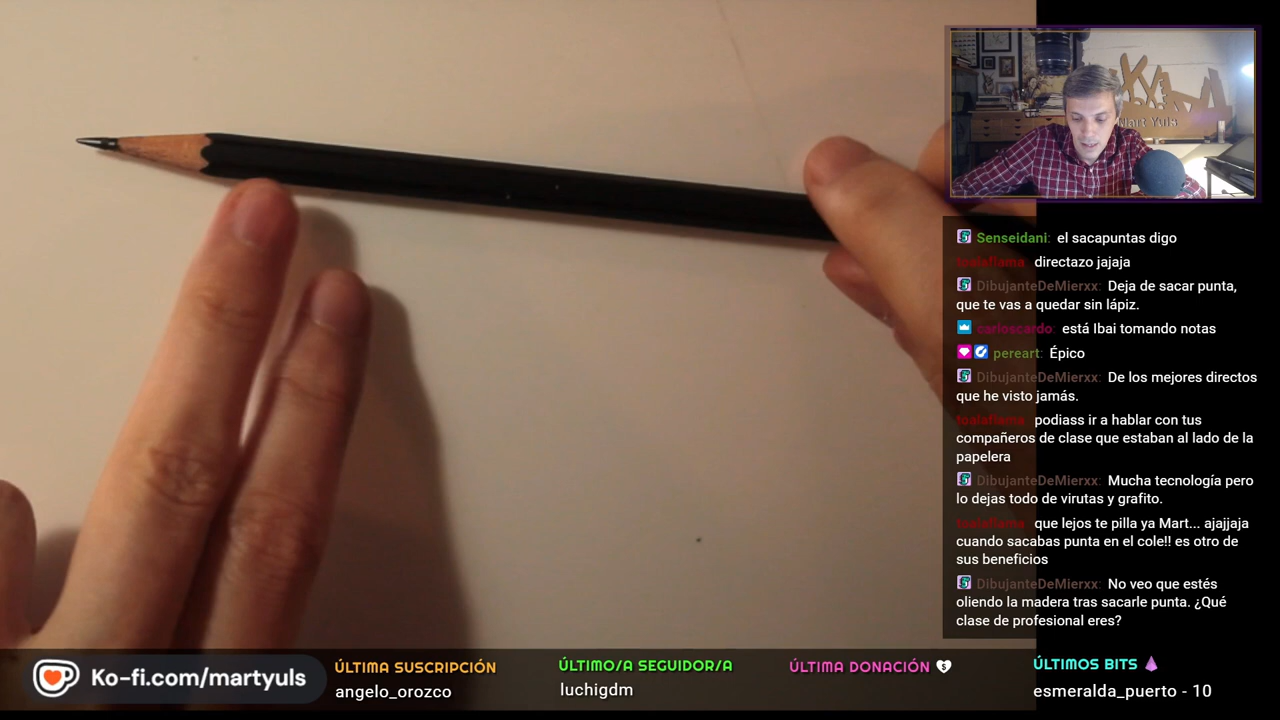 Mart Yuls
Senseidani: el sacapuntas digo
toalaflama: directazo jajaja
DibujanteDeMierxx: Deja de sacar punta,
que te vas a quedar sin lápiz.
carloscardo: está Ibai tomando notas
pereart: Épico
DibujanteDeMierxx: De los mejores directos
que he visto jamás.
toalaflama: podiass ir a hablar con tus
compañeros de clase que estaban al lado de la
papelera
DibujanteDeMierxx: Mucha tecnología pero
lo dejas todo de virutas y grafito.
toalaflama: que lejos te pilla ya Mart... ajajjaja
cuando sacabas punta en el cole!! es otro de
sus beneficios
DibujanteDeMierxx: No veo que estés
oliendo la madera tras sacarle punta. ¿Qué
clase de profesional eres?
Ko-fi.com/martyuls
ÚLTIMA SUSCRIPCIÓN
angelo_orozco
ÚLTIMO/A SEGUIDOR/A
luchigdm
ÚLTIMA DONACIÓN
ÚLTIMOS BITS
esmeralda_puerto - 10